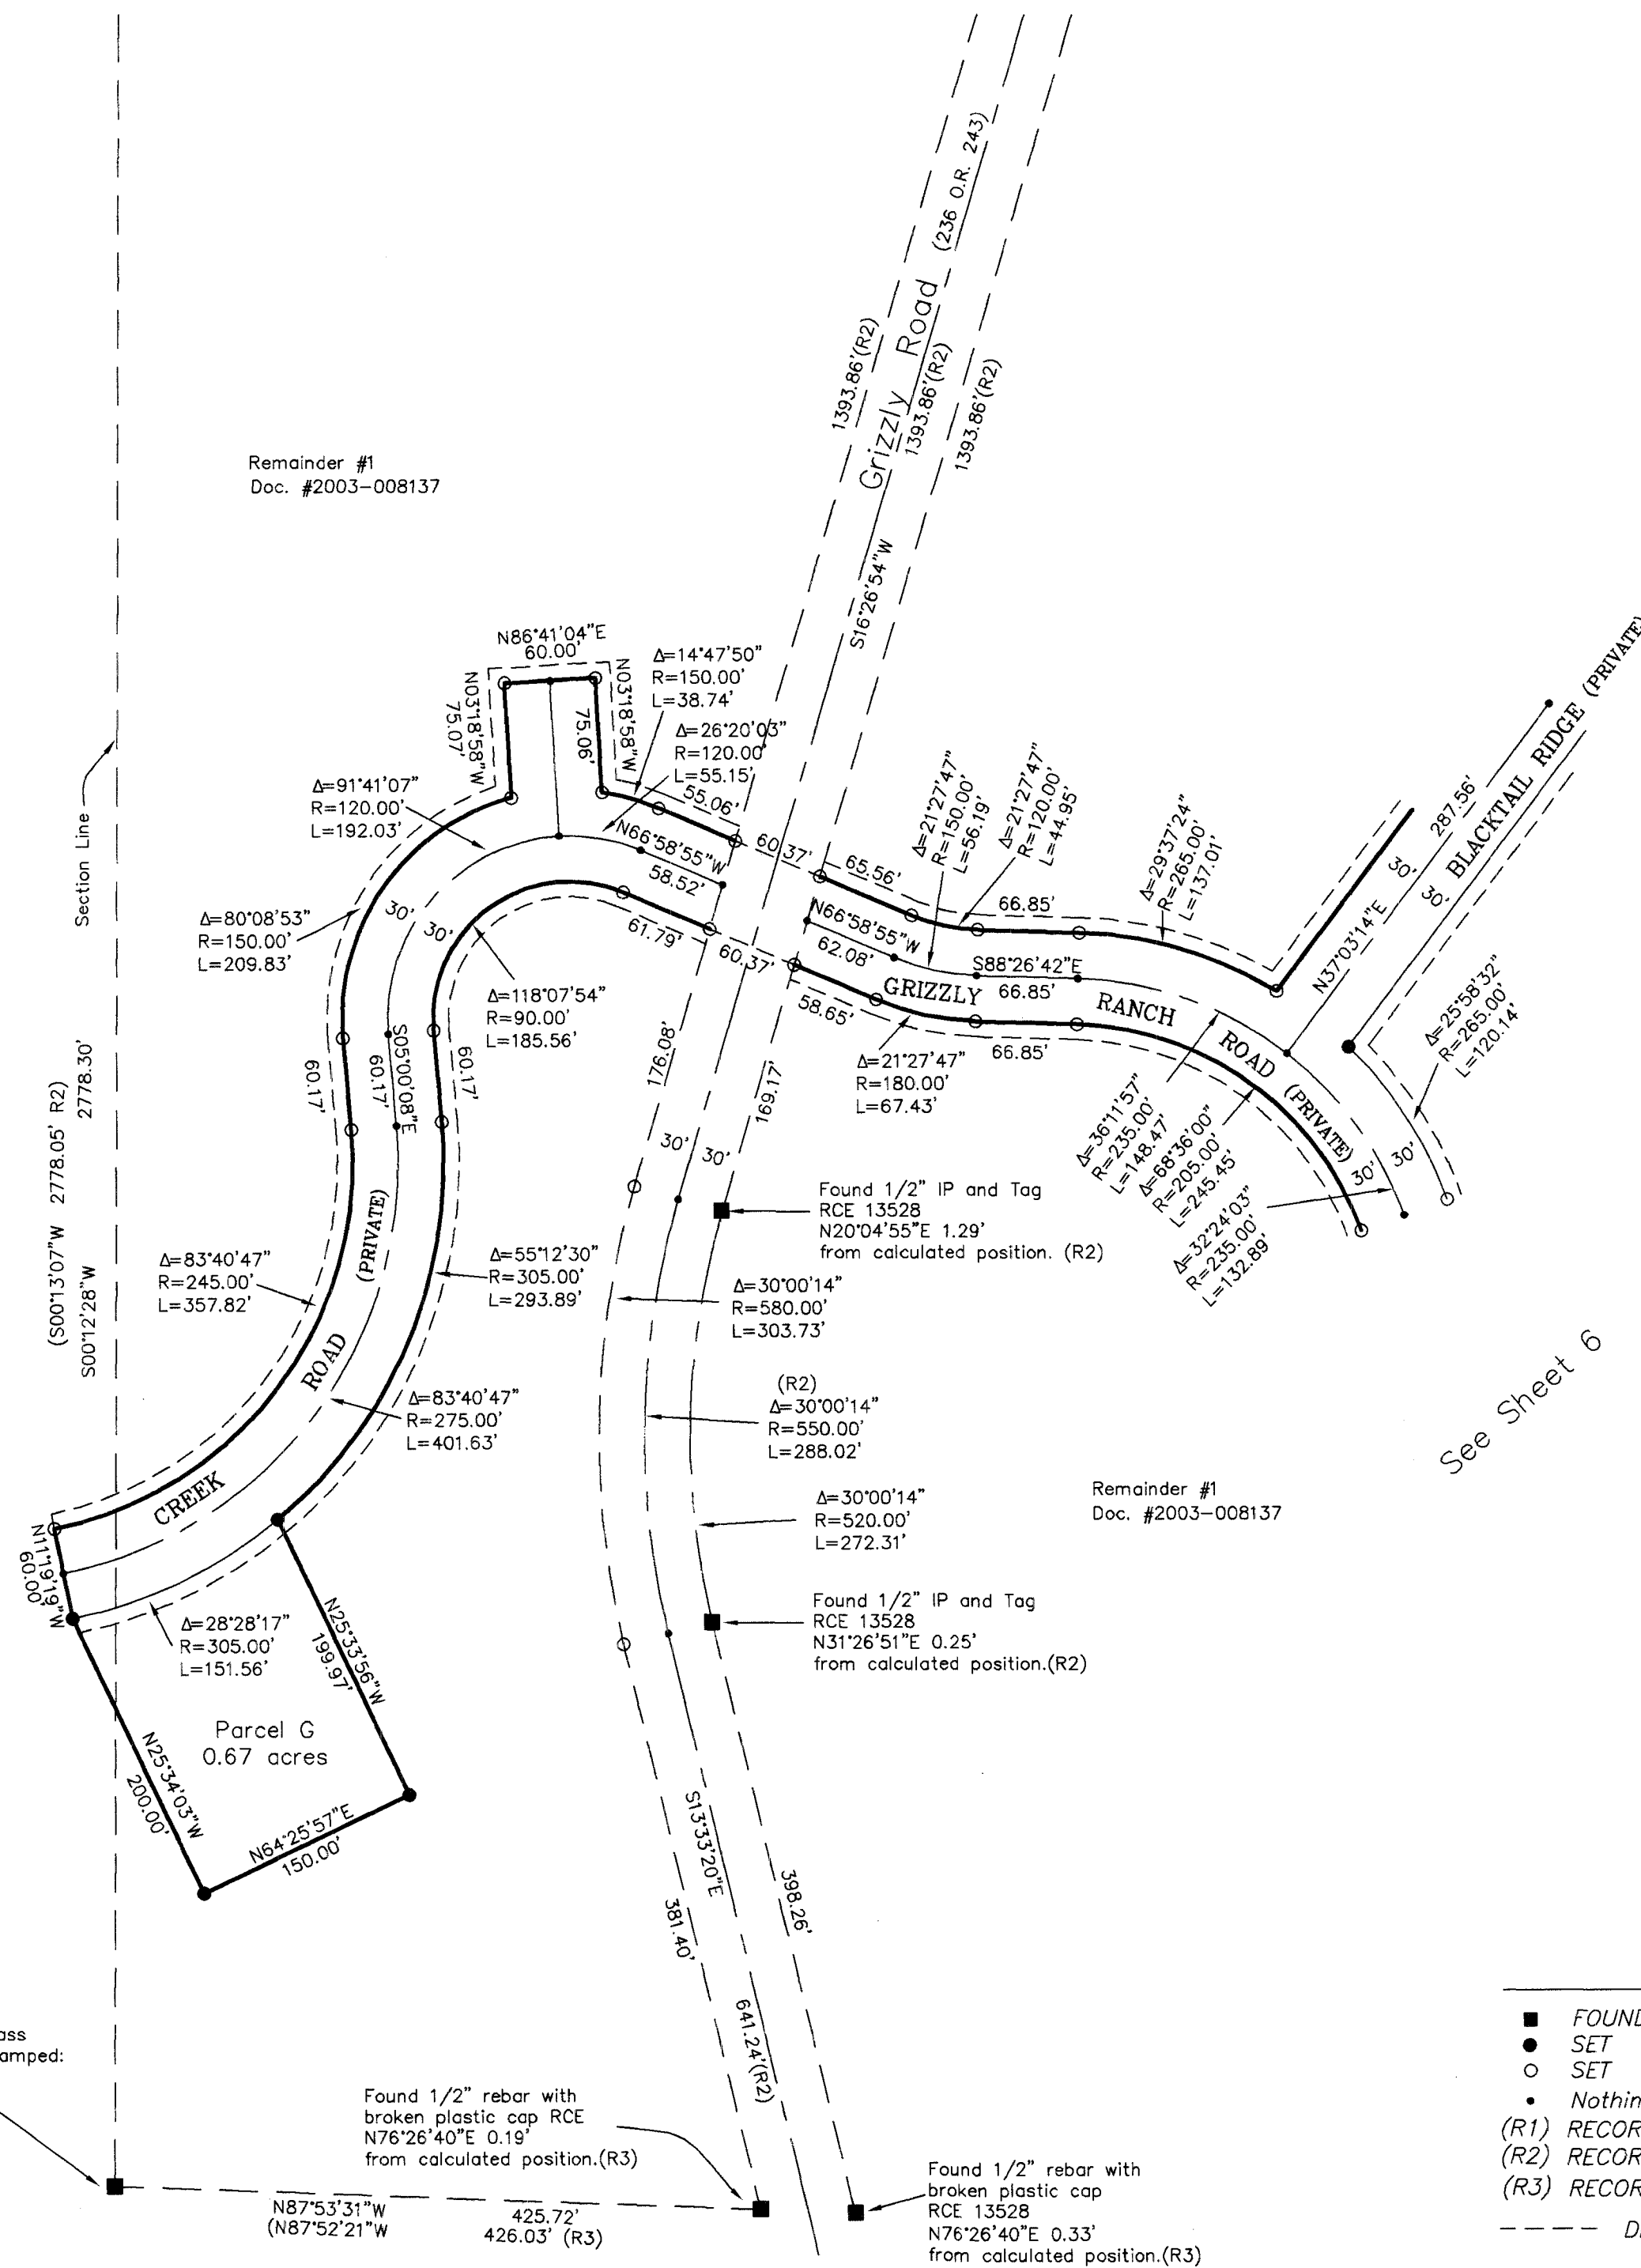 (236 O.R. 243)
Grizzly Road
1393.86'(R2)
1393.86'(R2)
1393.86'(R2)
S16°26'54"W
Remainder #1
Doc. #2003-008137
Section Line
(S00°13'07"W 2778.05' R2)
S00°12'28"W 2778.30'
N86°41'04"E
60.00'
N03°18'58"W
75.07'
N03°18'58"W
75.06'
Δ=14°47'50"
R=150.00'
L=38.74'
Δ=26°20'03"
R=120.00'
L=55.15'
55.06'
N66°58'55"W
58.52'
61.79'
60.37'
60.37'
Δ=91°41'07"
R=120.00'
L=192.03'
Δ=80°08'53"
R=150.00'
L=209.83'
30'
30'
Δ=118°07'54"
R=90.00'
L=185.56'
60.17'
S05°00'08"E
60.17'
60.17'
65.56'
Δ=21°27'47"
R=150.00'
L=56.19'
Δ=21°27'47"
R=120.00'
L=44.95'
66.85'
Δ=29°37'24"
R=265.00'
L=137.01'
N66°58'55"W
62.08'
S88°26'42"E
66.85'
GRIZZLY RANCH ROAD (PRIVATE)
58.65'
66.85'
Δ=21°27'47"
R=180.00'
L=67.43'
287.56'
BLACKTAIL RIDGE (PRIVATE)
30'
30'
N37°03'14"E
Δ=25°58'32"
R=265.00'
L=120.14'
Δ=36°11'57"
R=235.00'
L=148.47'
Δ=68°36'00"
R=205.00'
L=245.45'
Δ=32°24'03"
R=235.00'
L=132.89'
30'
30'
176.08'
169.17'
30'
30'
Found 1/2" IP and Tag
RCE 13528
N20°04'55"E 1.29'
from calculated position. (R2)
Δ=83°40'47"
R=245.00'
L=357.82'
Δ=55°12'30"
R=305.00'
L=293.89'
Δ=30°00'14"
R=580.00'
L=303.73'
(R2)
Δ=30°00'14"
R=550.00'
L=288.02'
Δ=83°40'47"
R=275.00'
L=401.63'
CREEK ROAD (PRIVATE)
Δ=30°00'14"
R=520.00'
L=272.31'
Remainder #1
Doc. #2003-008137
See Sheet 6
N11°19'19"W
60.00'
Δ=28°28'17"
R=305.00'
L=151.56'
N25°33'56"W
199.97'
Found 1/2" IP and Tag
RCE 13528
N31°26'51"E 0.25'
from calculated position.(R2)
Parcel G
0.67 acres
N25°34'03"W
200.00'
N64°25'57"E
150.00'
S13°33'20"E
381.40'
398.26'
641.24'(R2)
ass
amped:
Found 1/2" rebar with
broken plastic cap RCE
N76°26'40"E 0.19'
from calculated position.(R3)
N87°53'31"W 425.72'
(N87°52'21"W 426.03' (R3)
Found 1/2" rebar with
broken plastic cap
RCE 13528
N76°26'40"E 0.33'
from calculated position.(R3)
FOUND
SET
SET
Nothin
(R1) RECOR
(R2) RECOR
(R3) RECOR